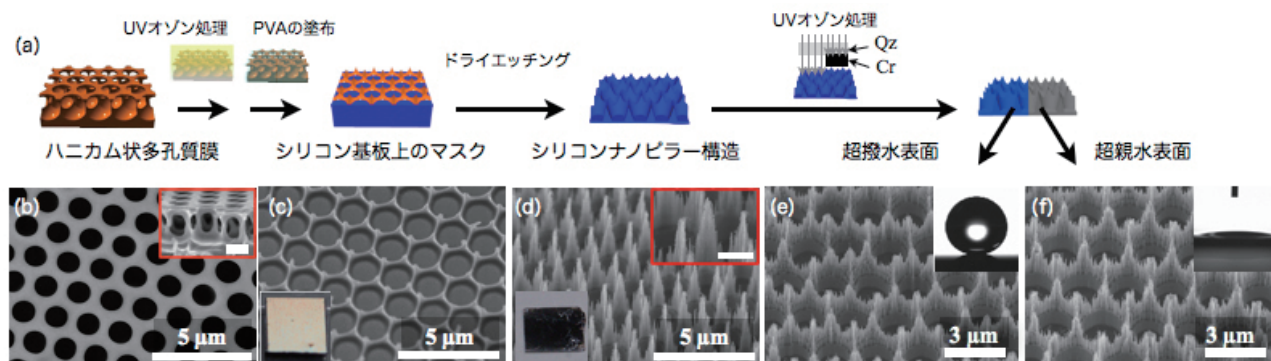 (a)
UVオゾン処理
PVAの塗布
ドライエッチング
UVオゾン処理
Qz
Cr
ハニカム状多孔質膜
シリコン基板上のマスク
シリコンナノピラー構造
超撥水表面
超親水表面
(b)
(c)
(d)
(e)
(f)
5 μm
5 μm
5 μm
3 μm
3 μm